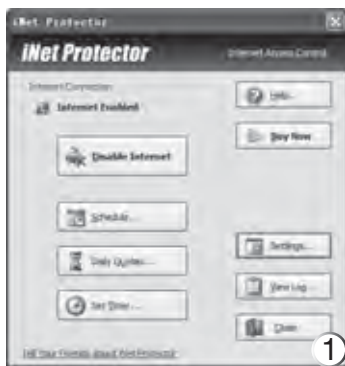 iNet Protector
iNet Protector
Internet Access Control
Internet Connection
Internet Enabled
Help...
Disable Internet
Buy Now
Schedule...
Settings...
Daily Quotas...
View Log...
Set Timer...
Close
Tell Your Friends about iNet Protector
1